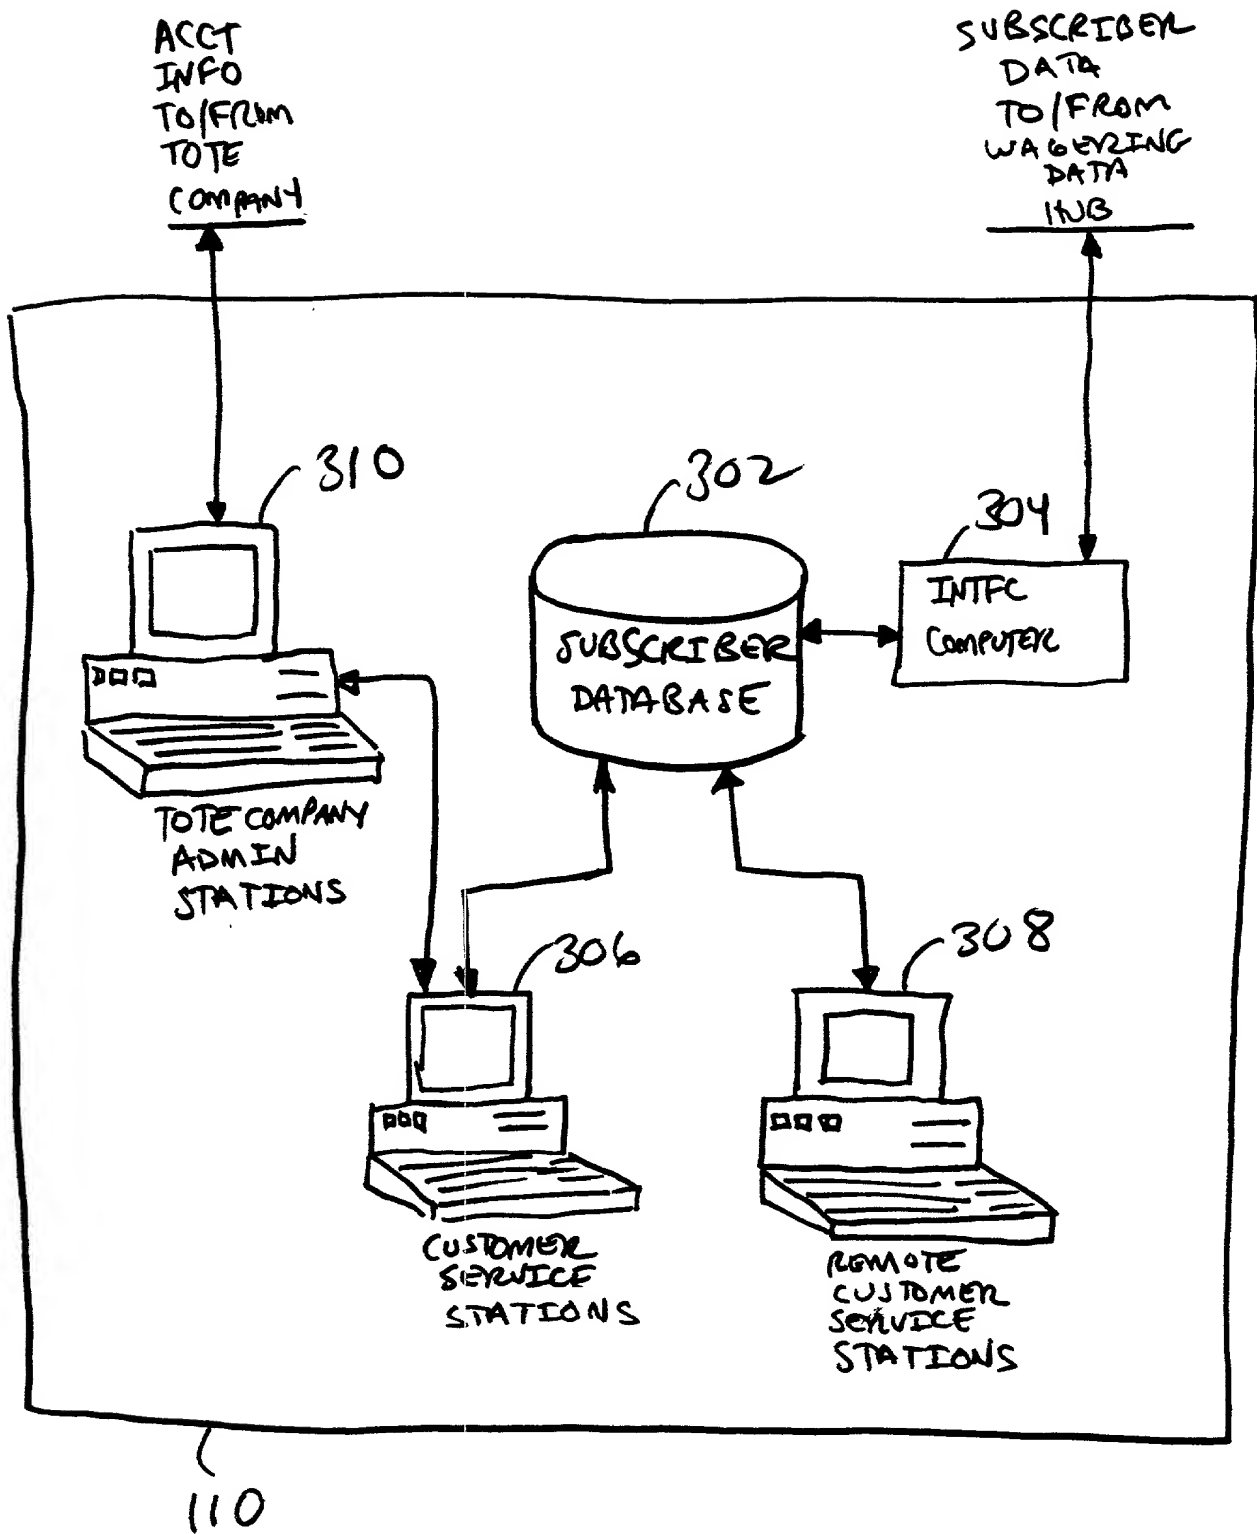 ACCT
INFO
TO/FROM
TOTE
COMPANY
SUBSCRIBER
DATA
TO/FROM
WAGERING
DATA
HUB
310
302
304
INTFC
COMPUTER
SUBSCRIBER
DATABASE
TOTE COMPANY
ADMIN
STATIONS
306
308
CUSTOMER
SERVICE
STATIONS
REMOTE
CUSTOMER
SERVICE
STATIONS
110